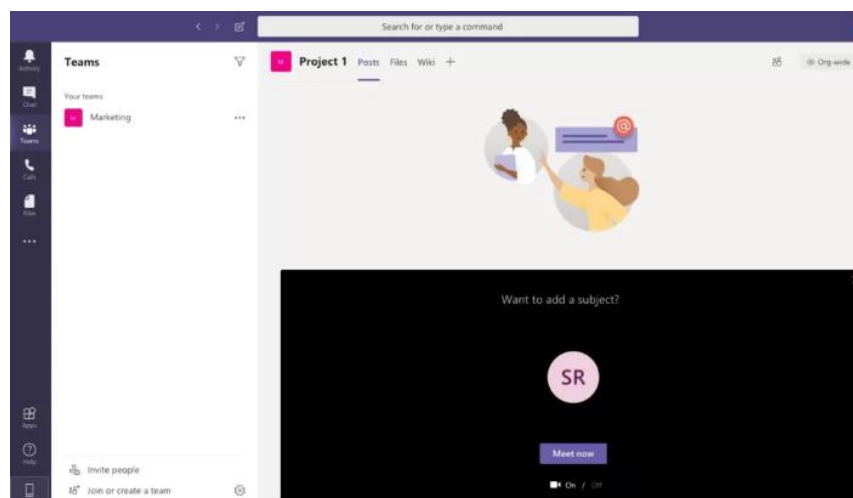 Search for or type a command
Activity
Chat
Teams
Calls
Files
Apps
Help
Teams
Your teams
M Marketing
Invite people
Join or create a team
M Project 1 Posts Files Wiki
Org-wide
@
Want to add a subject?
SR
Meet now
On / Off